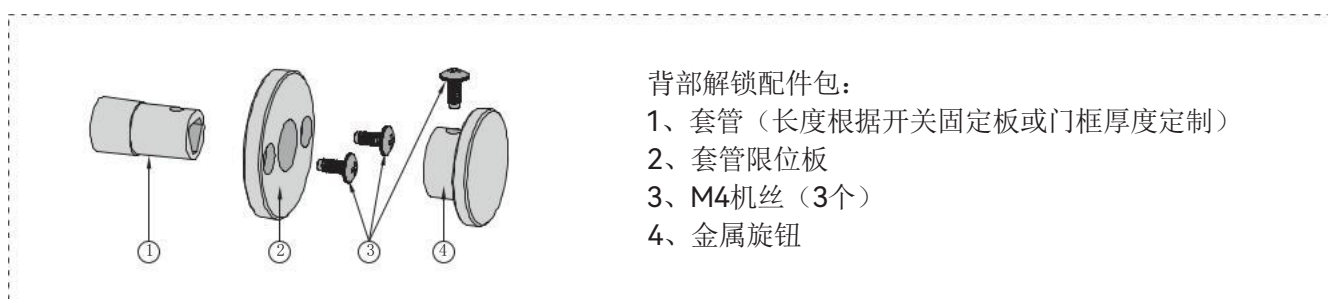 背部解锁配件包：
1、套管（长度根据开关固定板或门框厚度定制）
2、套管限位板
3、M4机丝（3个）
4、金属旋钮
1 2 3 4